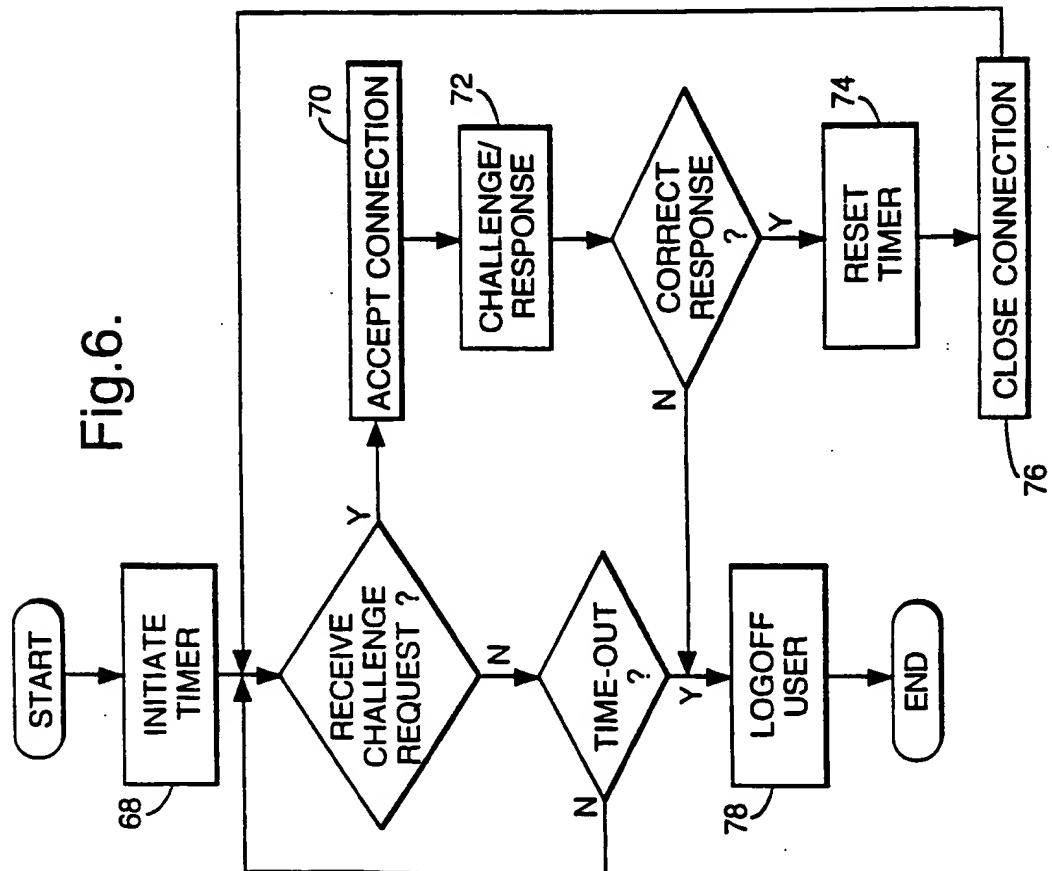 Fig.6.
START
INITIATE
TIMER
68
RECEIVE
CHALLENGE
REQUEST ?
Y
N
TIME-OUT
?
N
Y
LOGOFF
USER
78
END
ACCEPT CONNECTION
70
CHALLENGE/
RESPONSE
72
CORRECT
RESPONSE
?
N
Y
RESET
TIMER
74
CLOSE CONNECTION
76